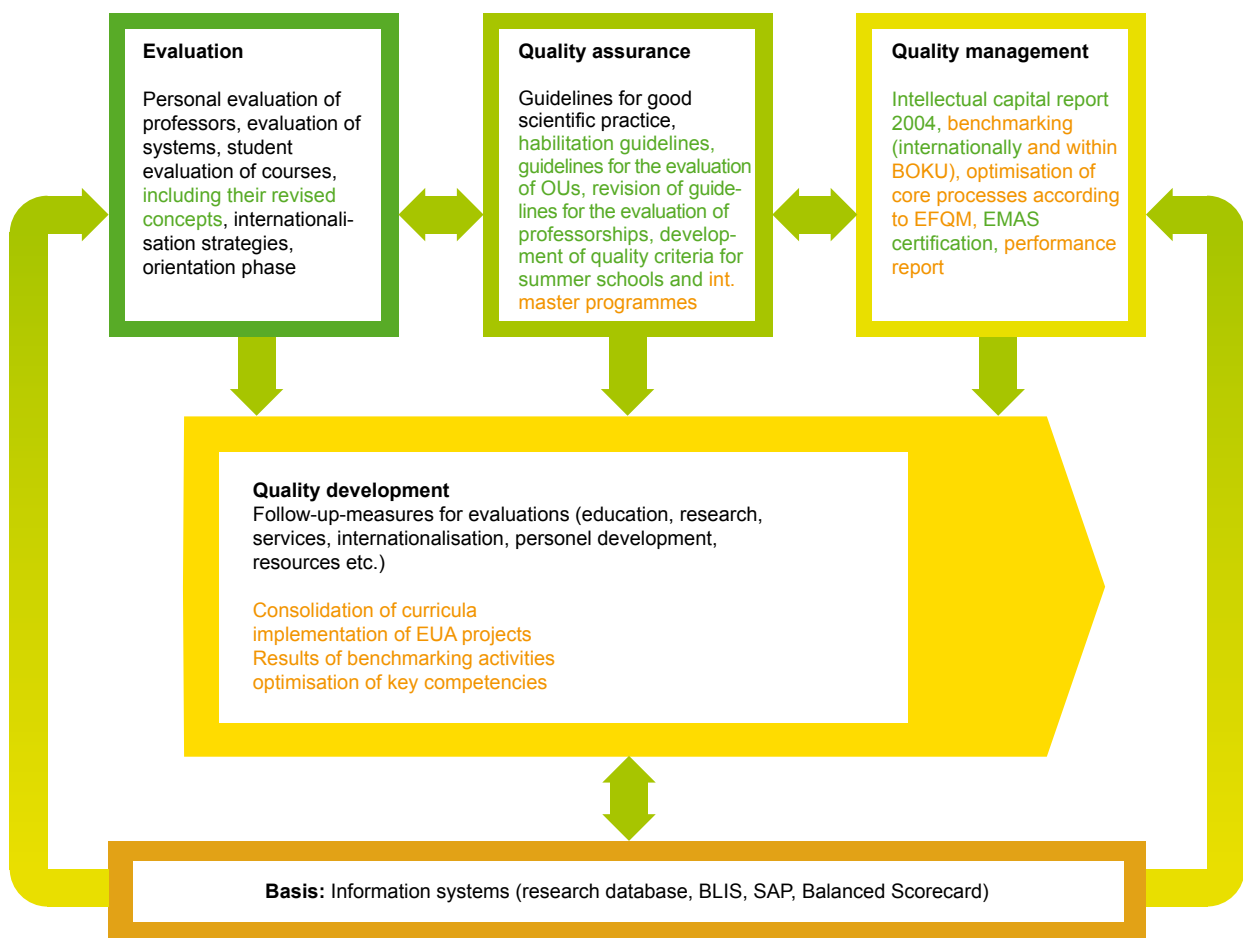 Evaluation
Personal evaluation of
professors, evaluation of
systems, student
evaluation of courses,
including their revised
concepts, internationali-
sation strategies,
orientation phase
Quality assurance
Guidelines for good
scientific practice,
habilitation guidelines,
guidelines for the evaluation
of OUs, revision of guide-
lines for the evaluation of
professorships, develop-
ment of quality criteria for
summer schools and int.
master programmes
Quality management
Intellectual capital report
2004, benchmarking
(internationally and within
BOKU), optimisation of
core processes according
to EFQM, EMAS
certification, performance
report
Quality development
Follow-up-measures for evaluations (education, research,
services, internationalisation, personel development,
resources etc.)
Consolidation of curricula
implementation of EUA projects
Results of benchmarking activities
optimisation of key competencies
Basis: Information systems (research database, BLIS, SAP, Balanced Scorecard)